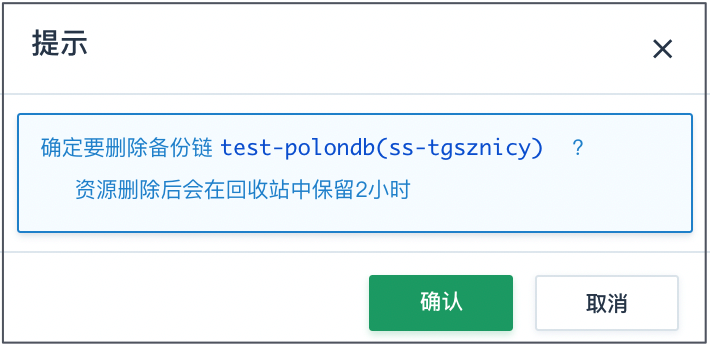 提示
确定要删除备份链 test-polondb(ss-tgsznicy) ？
资源删除后会在回收站中保留2小时
确认
取消